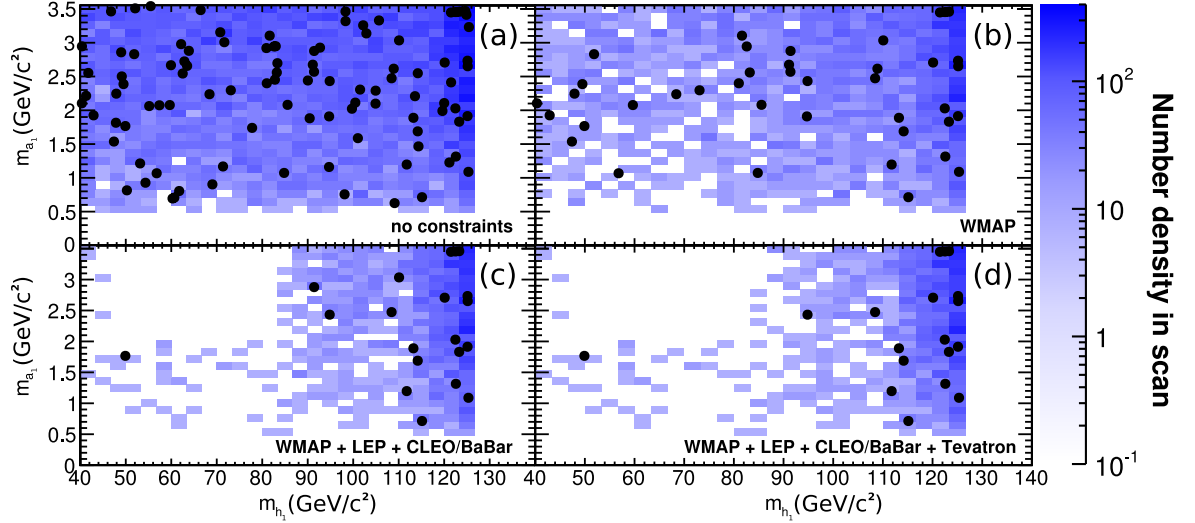 3.5
3
2.5
2
1.5
1
0.5
0
m_{a_1} (GeV/c²)
(a)
no constraints
(b)
WMAP
3
2.5
2
1.5
1
0.5
0
m_{a_1} (GeV/c²)
(c)
WMAP + LEP + CLEO/BaBar
(d)
WMAP + LEP + CLEO/BaBar + Tevatron
40 50 60 70 80 90 100 110 120 130
m_{h_1} (GeV/c²)
40 50 60 70 80 90 100 110 120 130 140
m_{h_1} (GeV/c²)
10²
10
1
10⁻¹
Number density in scan